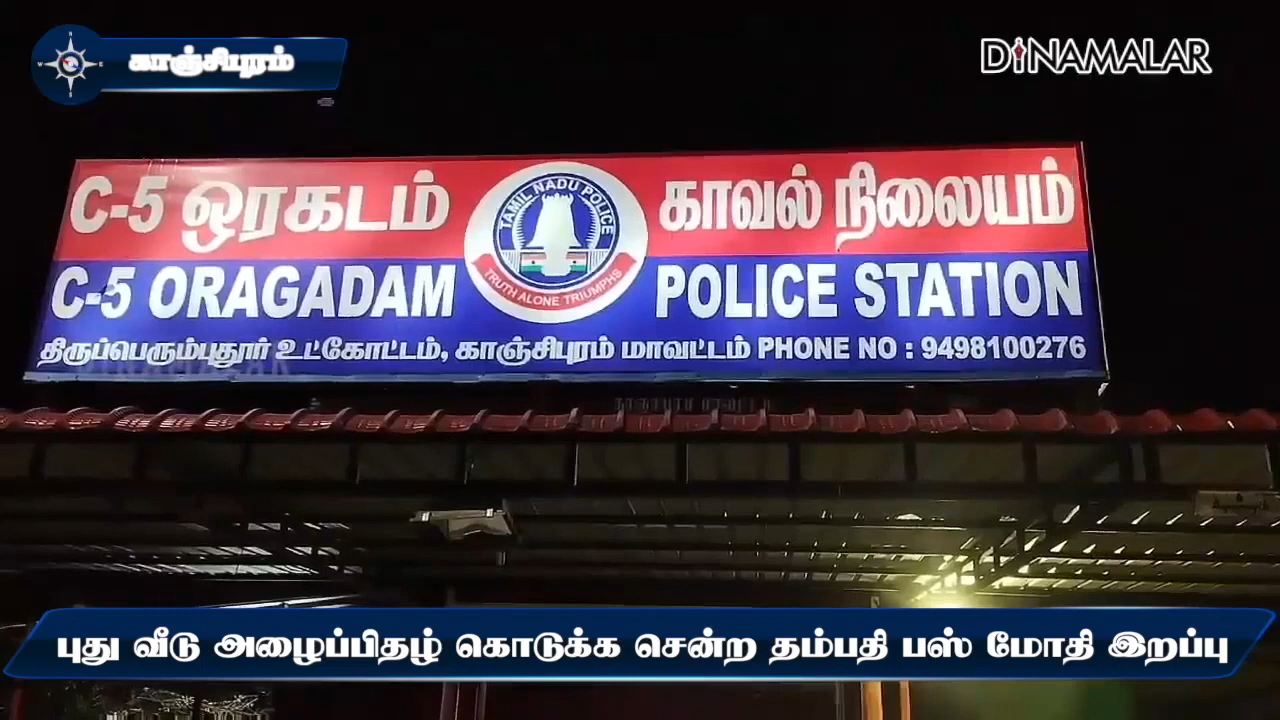 காஞ்சிபுரம்
DINAMALAR
C-5 ஒரகடம் காவல் நிலையம்
TAMIL NADU POLICE
TRUTH ALONE TRIUMPHS
C-5 ORAGADAM POLICE STATION
திருப்பெரும்புதூர் உட்கோட்டம், காஞ்சிபுரம் மாவட்டம் PHONE NO : 9498100276
DINAMALAR
புது வீடு அழைப்பிதழ் கொடுக்க சென்ற தம்பதி பஸ் மோதி இறப்பு